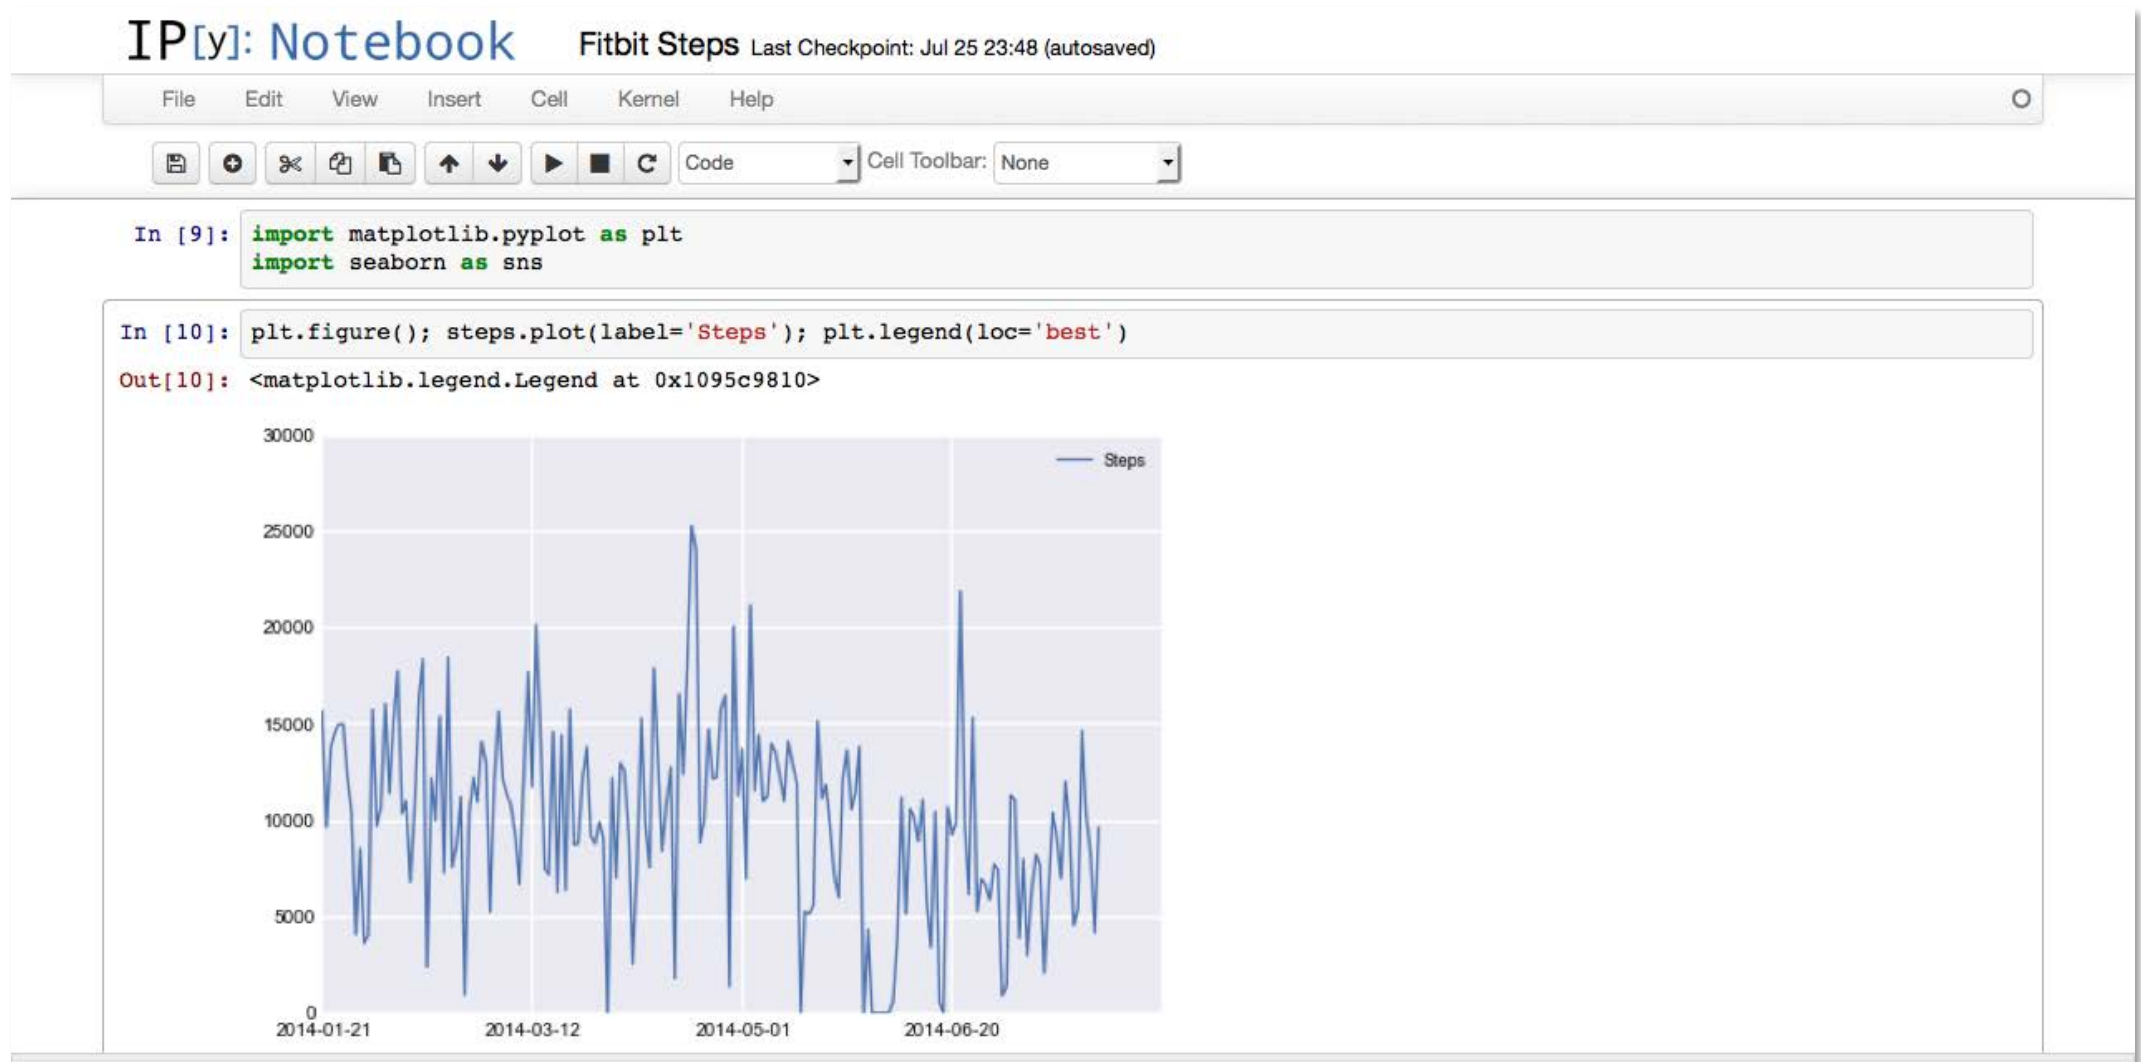 IP[y]: Notebook Fitbit Steps Last Checkpoint: Jul 25 23:48 (autosaved)
File Edit View Insert Cell Kernel Help
Code Cell Toolbar: None
In [9]: import matplotlib.pyplot as plt
import seaborn as sns
In [10]: plt.figure(); steps.plot(label='Steps'); plt.legend(loc='best')
Out[10]: <matplotlib.legend.Legend at 0x1095c9810>
30000
Steps
25000
20000
15000
10000
5000
0
2014-01-21 2014-03-12 2014-05-01 2014-06-20